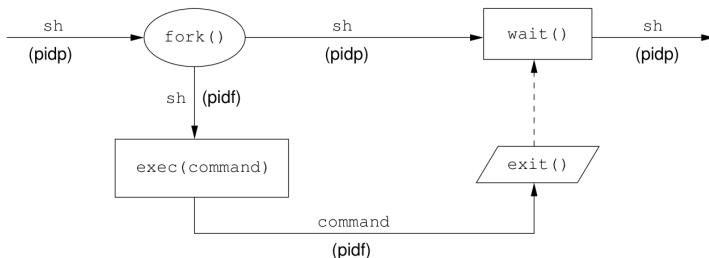 sh
(pidp)
fork()
sh
(pidp)
wait()
sh
(pidp)
sh (pidf)
exec(command)
exit()
command
(pidf)